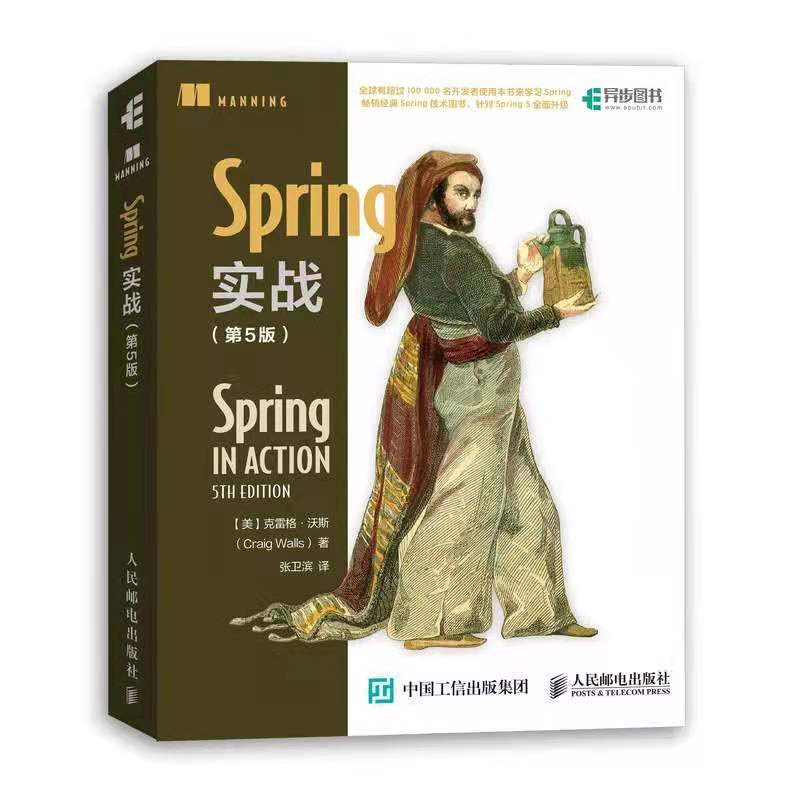 MANNING
全球有超过100 000名开发者使用本书来学习Spring
畅销经典Spring技术图书,针对Spring 5全面升级
异步图书
www.epubit.com
Spring
实战
(第5版)
Spring
IN ACTION
5TH EDITION
【美】克雷格·沃斯
(Craig Walls)著
张卫滨 译
中国工信出版集团
人民邮电出版社
POSTS & TELECOM PRESS
MANNING
Spring 实战(第5版)
人民邮电出版社